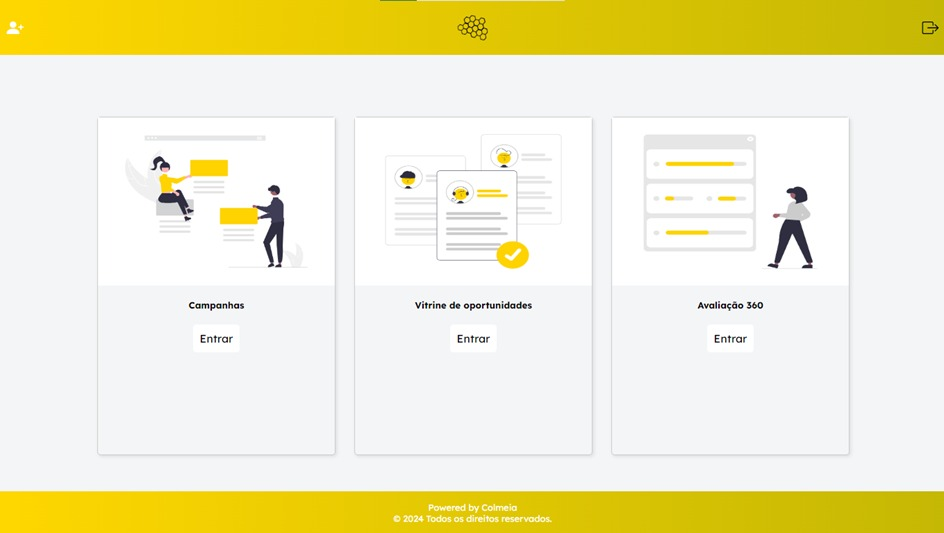 Campanhas
Entrar
Vitrine de oportunidades
Entrar
Avaliação 360
Entrar
Powered by Colmeia
© 2024 Todos os direitos reservados.